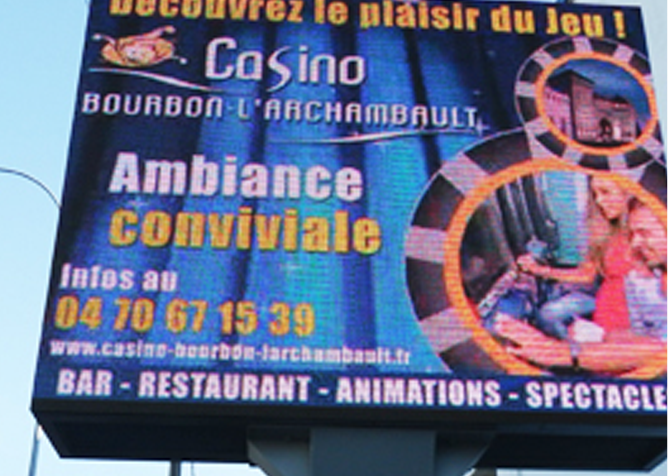 Découvrez le plaisir du Jeu !
Casino
BOURBON-L'ARCHAMBAULT
Ambiance
conviviale
Infos au
04 70 67 15 39
www.casino-bourbon-larchambault.fr
BAR - RESTAURANT - ANIMATIONS - SPECTACLE